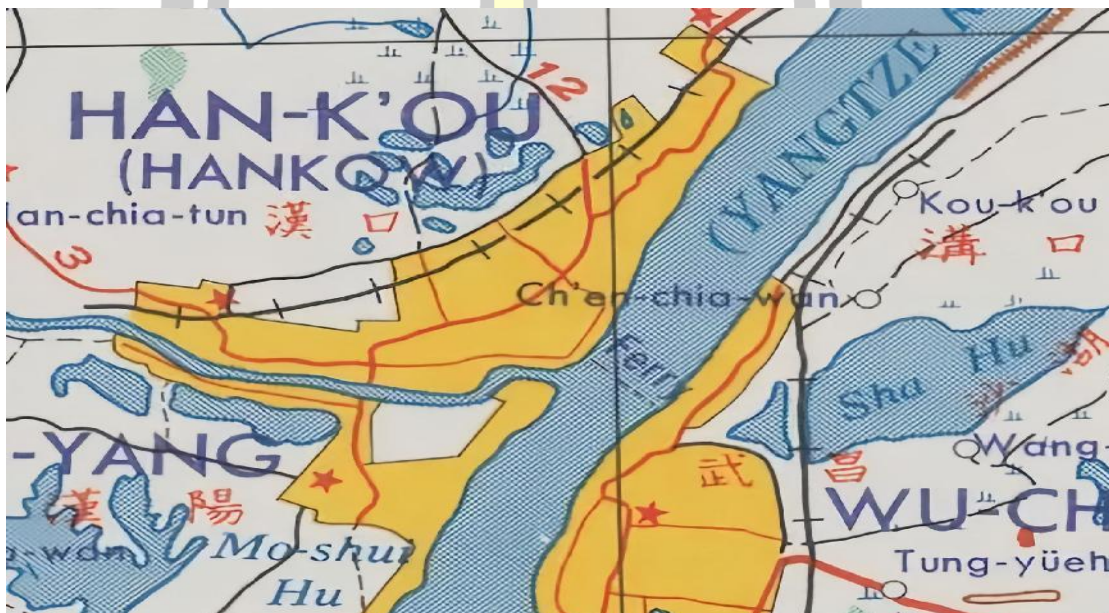 12
HAN-K'OU
(HANKOW)
(YANGTZE
an-chia-tun
漢口
3
Kou-k'ou
溝口
Ch'en-chia-wan
Ferry
Sha Hu
沙湖
Wang-
-YANG
漢陽
武昌
WU-CH
-wan
Mo-shui
Hu
Tung-yüeh